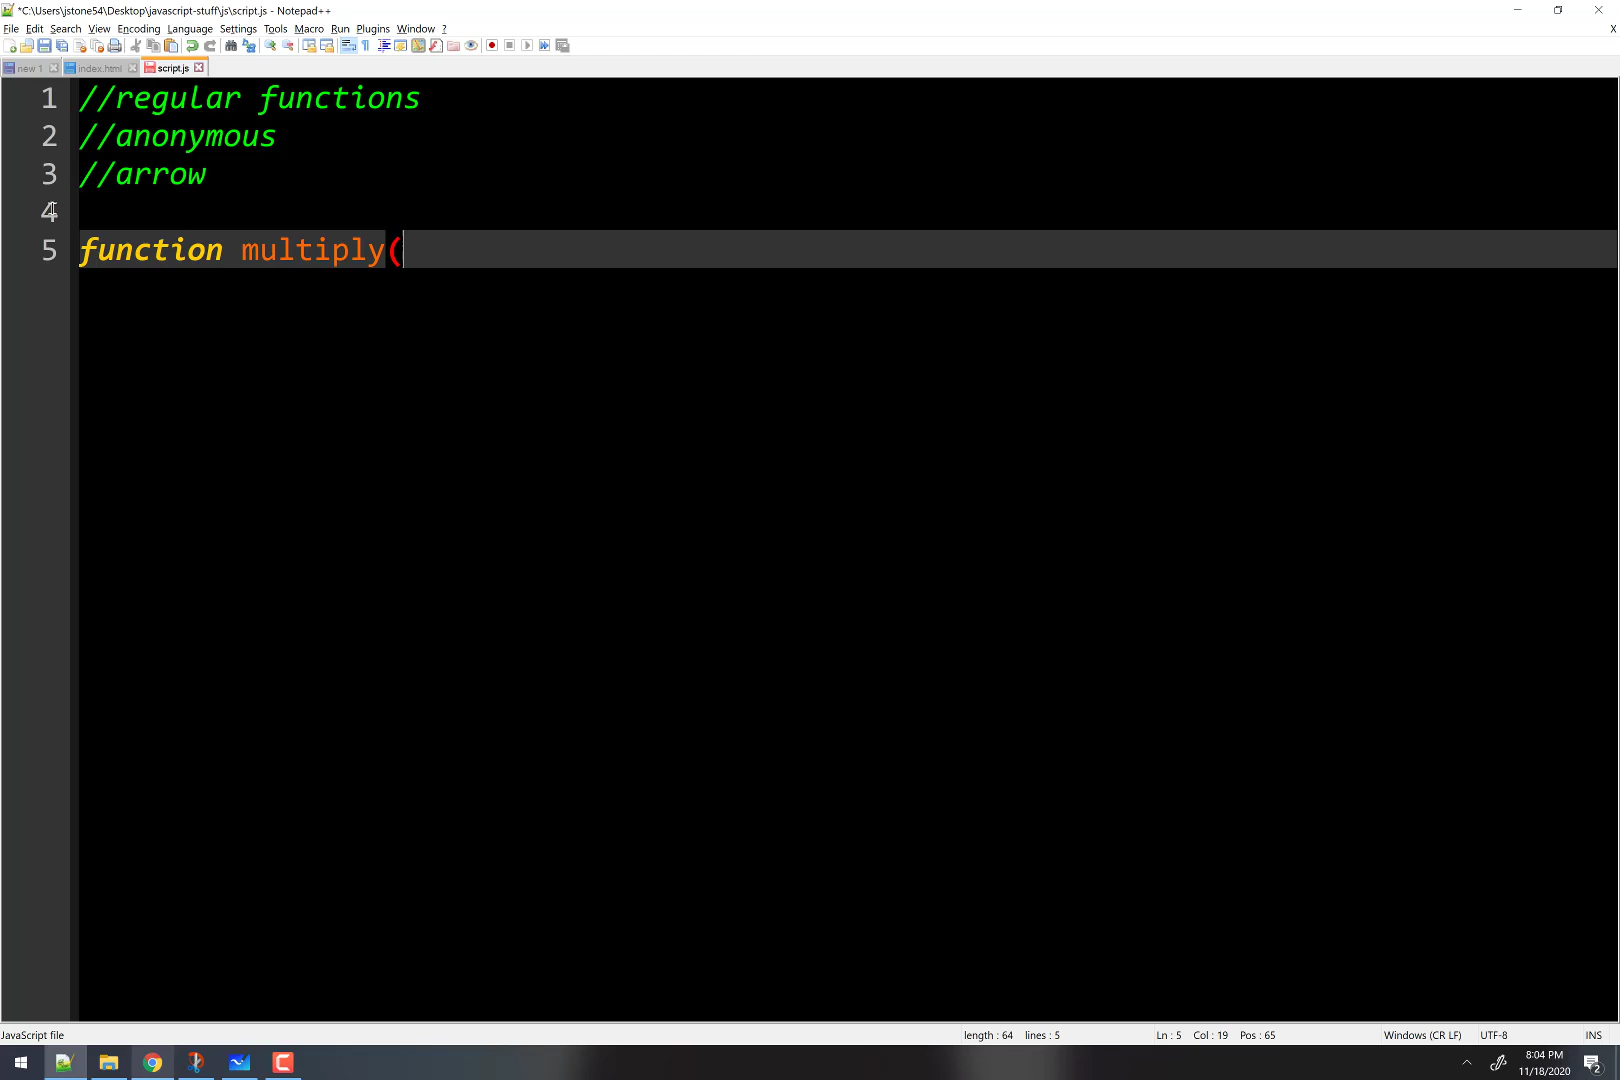 *C:\Users\jstone54\Desktop\javascript-stuff\js\script.js - Notepad++
File Edit Search View Encoding Language Settings Tools Macro Run Plugins Window ? X
new 1 index.html script.js
1 //regular functions
2 //anonymous
3 //arrow
4
5 function multiply(
JavaScript file length : 64 lines : 5 Ln : 5 Col : 19 Pos : 65 Windows (CR LF) UTF-8 INS
8:04 PM
11/18/2020 2